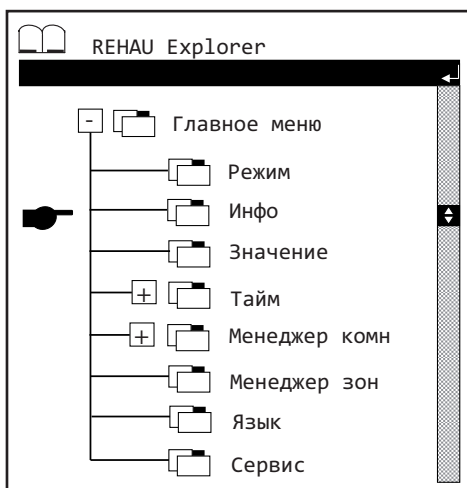 REHAU Explorer
Главное меню
Режим
Инфо
Значение
Тайм
Менеджер комн
Менеджер зон
Язык
Сервис